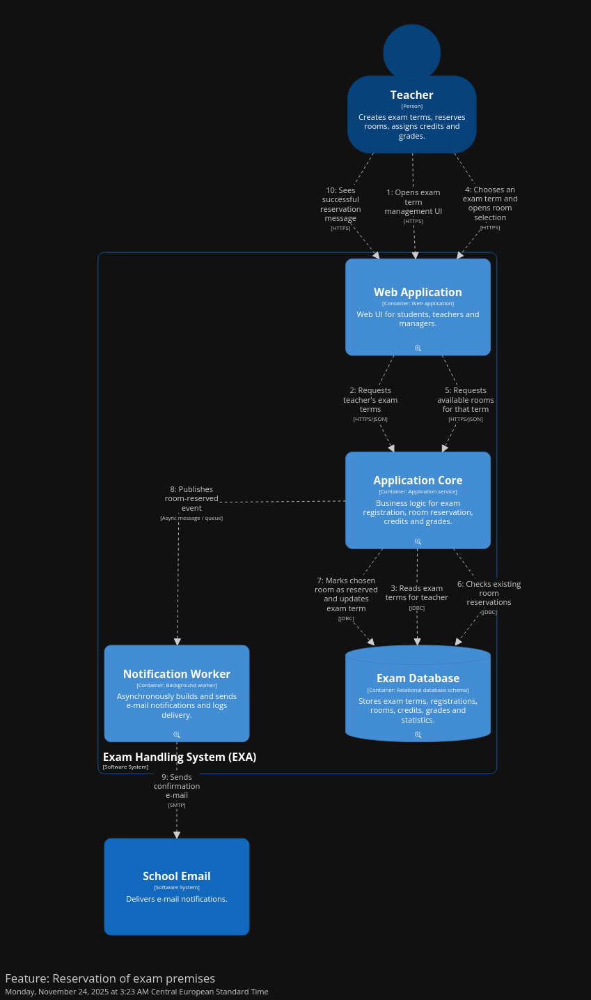 Teacher
[Person]
Creates exam terms, reserves
rooms, assigns credits and
grades.
10: Sees
successful
reservation
message
[HTTPS]
1: Opens exam
term
management UI
[HTTPS]
4: Chooses an
exam term and
opens room
selection
[HTTPS]
Web Application
[Container: Web application]
Web UI for students, teachers and
managers.
2: Requests
teacher's exam
terms
[HTTPS/JSON]
5: Requests
available rooms
for that term
[HTTPS/JSON]
Application Core
[Container: Application service]
Business logic for exam
registration, room reservation,
credits and grades.
8: Publishes
room-reserved
event
[Async message / queue]
7: Marks chosen
room as reserved
and updates
exam term
[JDBC]
3: Reads exam
terms for teacher
[JDBC]
6: Checks existing
room
reservations
[JDBC]
Notification Worker
[Container: Background worker]
Asynchronously builds and sends
e-mail notifications and logs
delivery.
Exam Database
[Container: Relational database schema]
Stores exam terms, registrations,
rooms, credits, grades and
statistics.
Exam Handling System (EXA)
[Software System]
9: Sends
confirmation
e-mail
[SMTP]
School Email
[Software System]
Delivers e-mail notifications.
Feature: Reservation of exam premises
Monday, November 24, 2025 at 3:23 AM Central European Standard Time